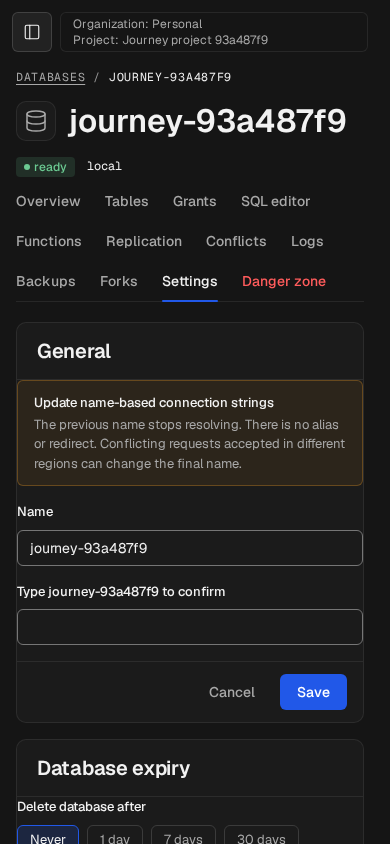 Organization: Personal
Project: Journey project 93a487f9
DATABASES / JOURNEY-93A487F9
journey-93a487f9
ready local
Overview Tables Grants SQL editor
Functions Replication Conflicts Logs
Backups Forks Settings Danger zone
General
Update name-based connection strings
The previous name stops resolving. There is no alias
or redirect. Conflicting requests accepted in different
regions can change the final name.
Name
journey-93a487f9
Type journey-93a487f9 to confirm
Cancel Save
Database expiry
Delete database after
Never 1 day 7 days 30 days